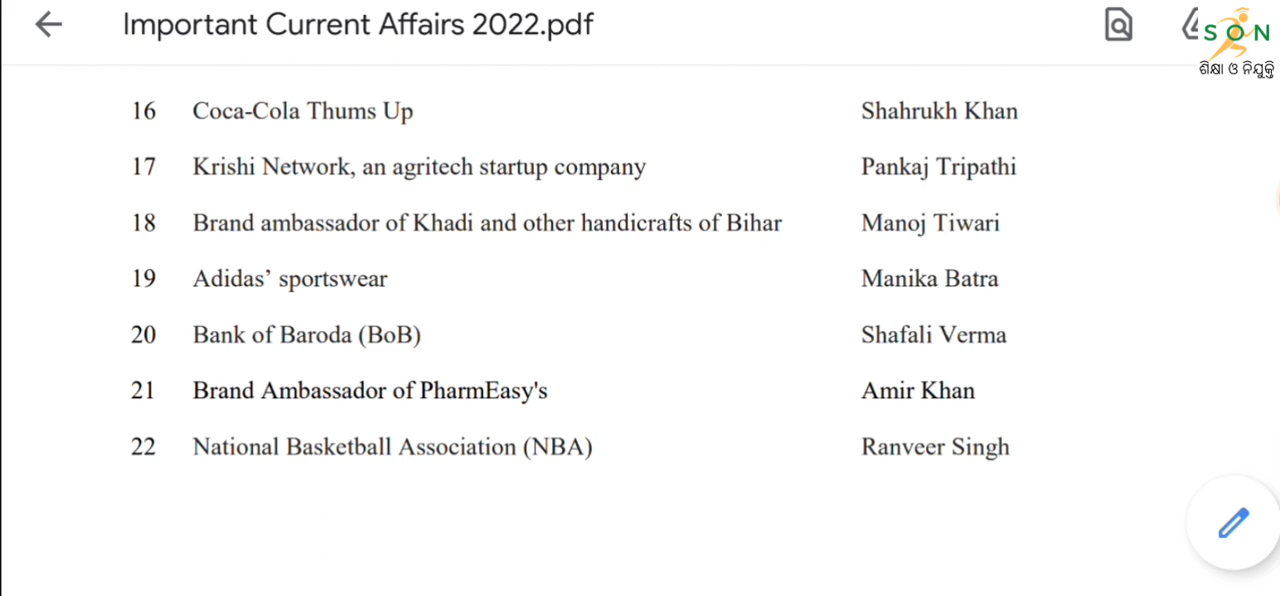 Important Current Affairs 2022.pdf
SON
ଶିକ୍ଷା ଓ ନିଯୁକ୍ତି
16 Coca-Cola Thums Up Shahrukh Khan
17 Krishi Network, an agritech startup company Pankaj Tripathi
18 Brand ambassador of Khadi and other handicrafts of Bihar Manoj Tiwari
19 Adidas’ sportswear Manika Batra
20 Bank of Baroda (BoB) Shafali Verma
21 Brand Ambassador of PharmEasy's Amir Khan
22 National Basketball Association (NBA) Ranveer Singh